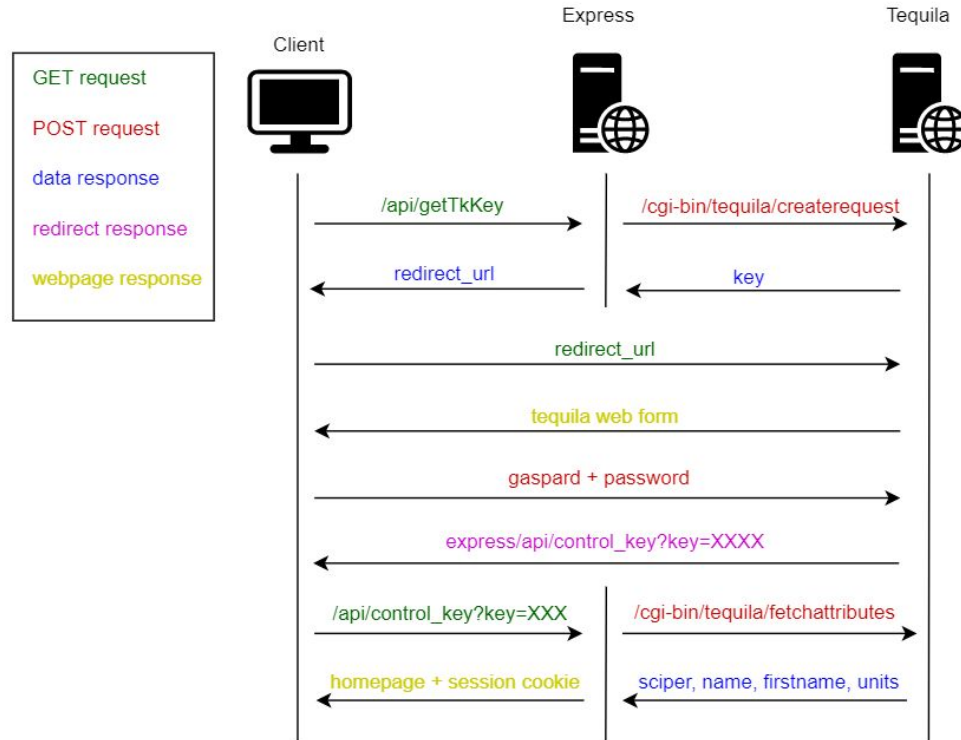 Express
Tequila
Client
GET request
POST request
data response
redirect response
webpage response
/api/getTkKey
/cgi-bin/tequila/createrequest
redirect_url
key
redirect_url
tequila web form
gaspard + password
express/api/control_key?key=XXXX
/api/control_key?key=XXX
/cgi-bin/tequila/fetchattributes
homepage + session cookie
sciper, name, firstname, units